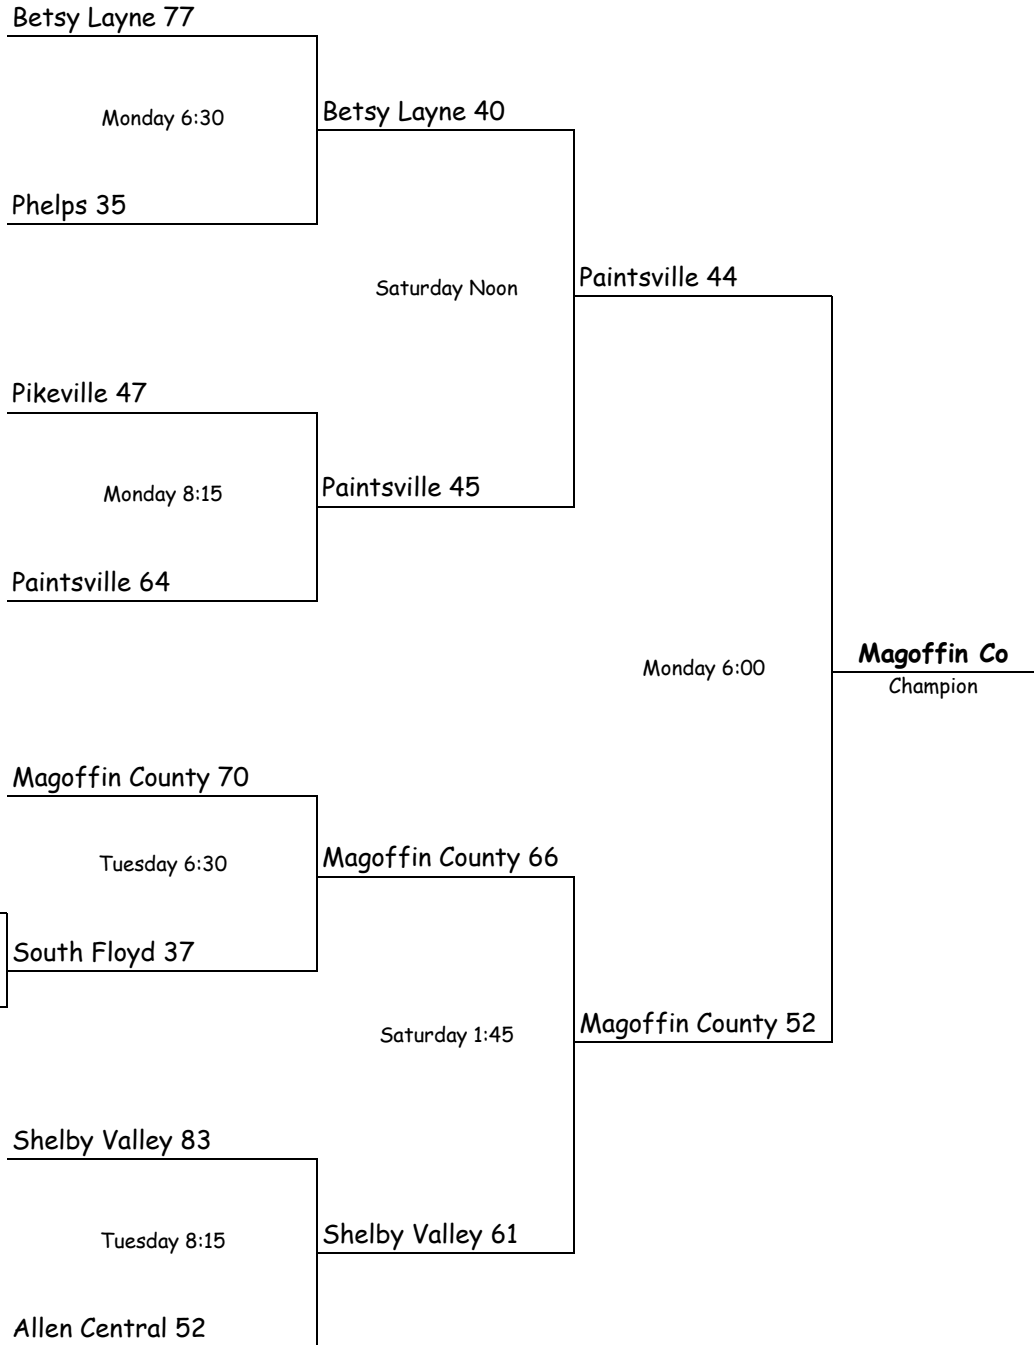 Betsy Layne 77
Monday 6:30
Betsy Layne 40
Phelps 35
Saturday Noon
Paintsville 44
Pikeville 47
Monday 8:15
Paintsville 45
Paintsville 64
Monday 6:00
Magoffin Co
Champion
Magoffin County 70
Tuesday 6:30
Magoffin County 66
South Floyd 37
Saturday 1:45
Magoffin County 52
Shelby Valley 83
Tuesday 8:15
Shelby Valley 61
Allen Central 52